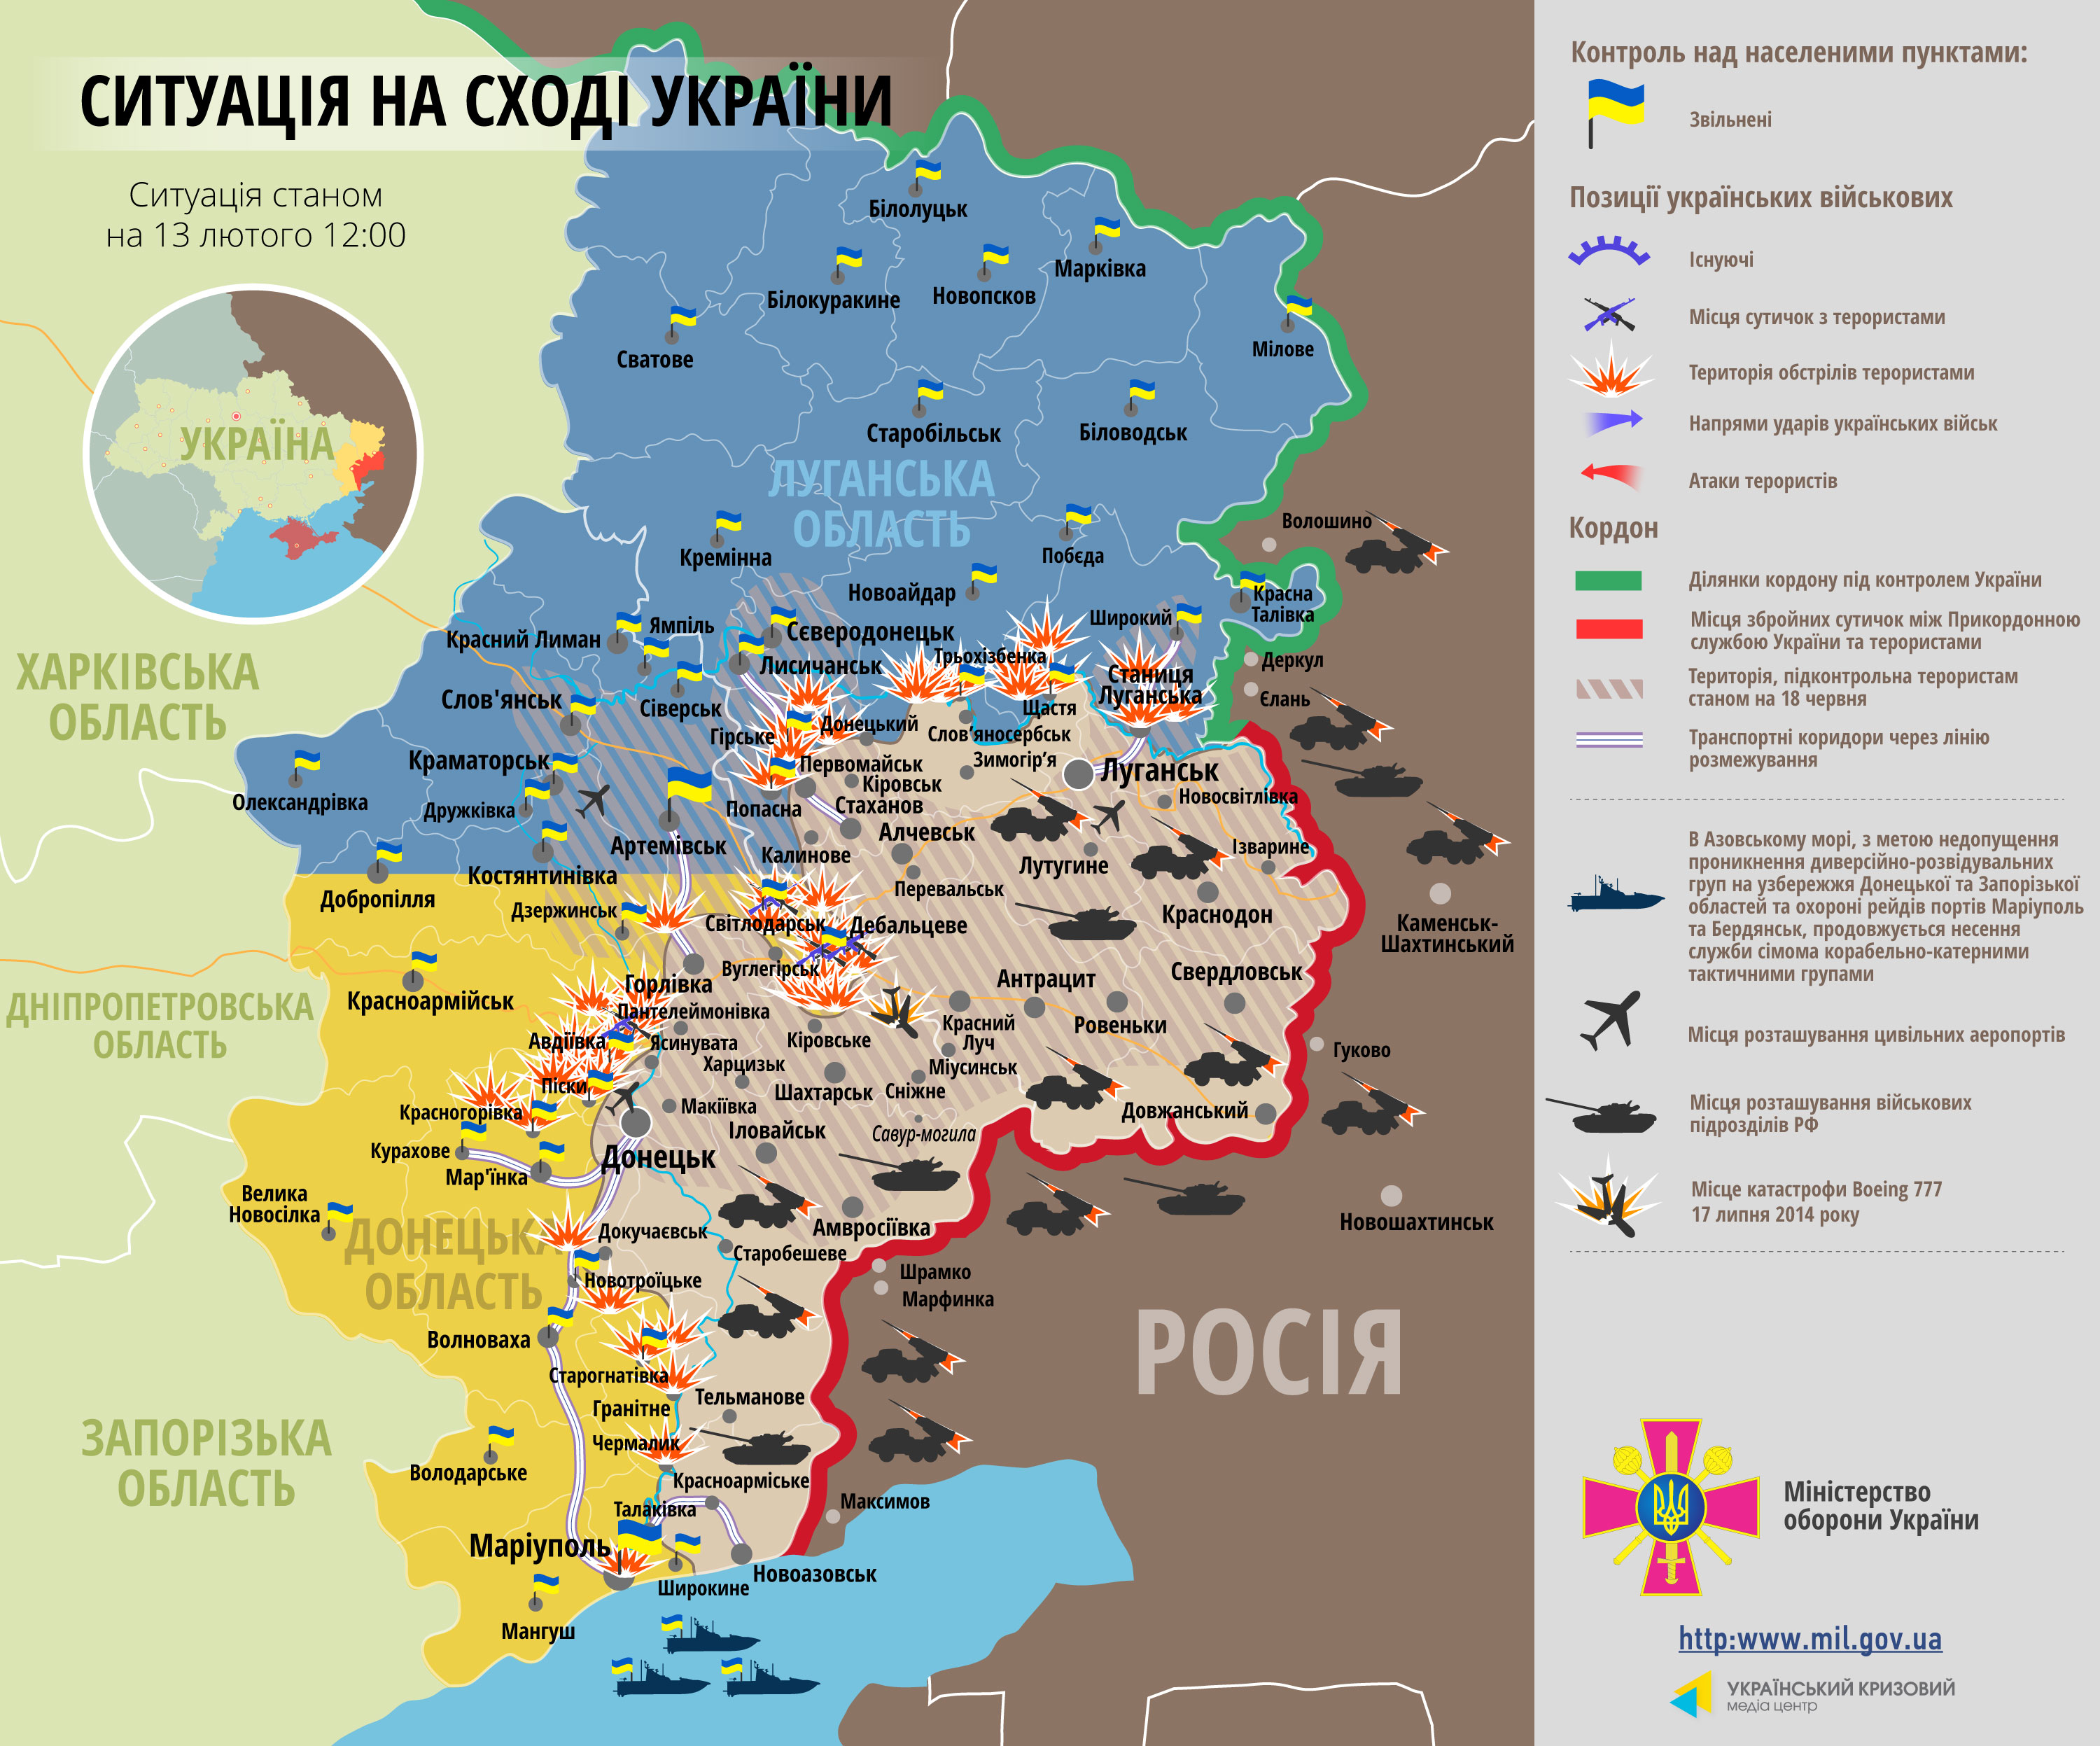 СИТУАЦІЯ НА СХОДІ УКРАЇНИ
Ситуація станом
на 13 лютого 12:00
УКРАЇНА
ХАРКІВСЬКА
ОБЛАСТЬ
ДНІПРОПЕТРОВСЬКА
ОБЛАСТЬ
ЗАПОРІЗЬКА
ОБЛАСТЬ
ЛУГАНСЬКА
ОБЛАСТЬ
ДОНЕЦЬКА
ОБЛАСТЬ
РОСІЯ
Білолуцьк
Білокуракине
Новопсков
Марківка
Мілове
Сватове
Старобільськ
Біловодськ
Кремінна
Побєда
Волошино
Новоайдар
Красна
Талівка
Широкий
Красний Лиман
Ямпіль
Сєверодонецьк
Лисичанськ
Трьохізбенка
Станиця
Луганська
Деркул
Єлань
Слов'янськ
Сіверськ
Щастя
Гірське
Донецький
Слов’яносербськ
Зимогір’я
Краматорськ
Первомайськ
Кіровськ
Луганськ
Олександрівка
Дружківка
Попасна
Стаханов
Новосвітлівка
Артемівськ
Калинове
Алчевськ
Лутугине
Ізварине
Добропілля
Костянтинівка
Перевальськ
Дзержинськ
Світлодарськ
Дебальцеве
Краснодон
Каменськ-
Шахтинський
Вуглегірськ
Горлівка
Антрацит
Свердловськ
Красноармійськ
Пантелеймонівка
Авдіївка
Ясинувата
Кіровське
Красний
Луч
Ровеньки
Гуково
Харцизьк
Міусинськ
Піски
Шахтарськ
Сніжне
Красногорівка
Макіївка
Довжанський
Іловайськ
Савур-могила
Курахове
Мар'їнка
Донецьк
Велика
Новосілка
Амвросіївка
Новошахтинськ
Докучаєвськ
Старобешеве
Новотроїцьке
Шрамко
Марфинка
Волноваха
Старогнатівка
Гранітне
Тельманове
Чермалик
Володарське
Красноарміське
Талаківка
Максимов
Маріуполь
Широкине
Новоазовськ
Мангуш
Контроль над населеними пунктами:
Звільнені
Позиції українських військових
Існуючі
Місця сутичок з терористами
Територія обстрілів терористами
Напрями ударів українських військ
Атаки терористів
Кордон
Ділянки кордону під контролем України
Місця збройних сутичок між Прикордонною
службою України та терористами
Територія, підконтрольна терористам
станом на 18 червня
Транспортні коридори через лінію
розмежування
В Азовському морі, з метою недопущення
проникнення диверсійно-розвідувальних
груп на узбережжя Донецької та Запорізької
областей та охороні рейдів портів Маріуполь
та Бердянськ, продовжується несення
служби сімома корабельно-катерними
тактичними групами
Місця розташування цивільних аеропортів
Місця розташування військових
підрозділів РФ
Місце катастрофи Boeing 777
17 липня 2014 року
Міністерство
оборони України
http:www.mil.gov.ua
УКРАЇНСЬКИЙ КРИЗОВИЙ
медіа центр